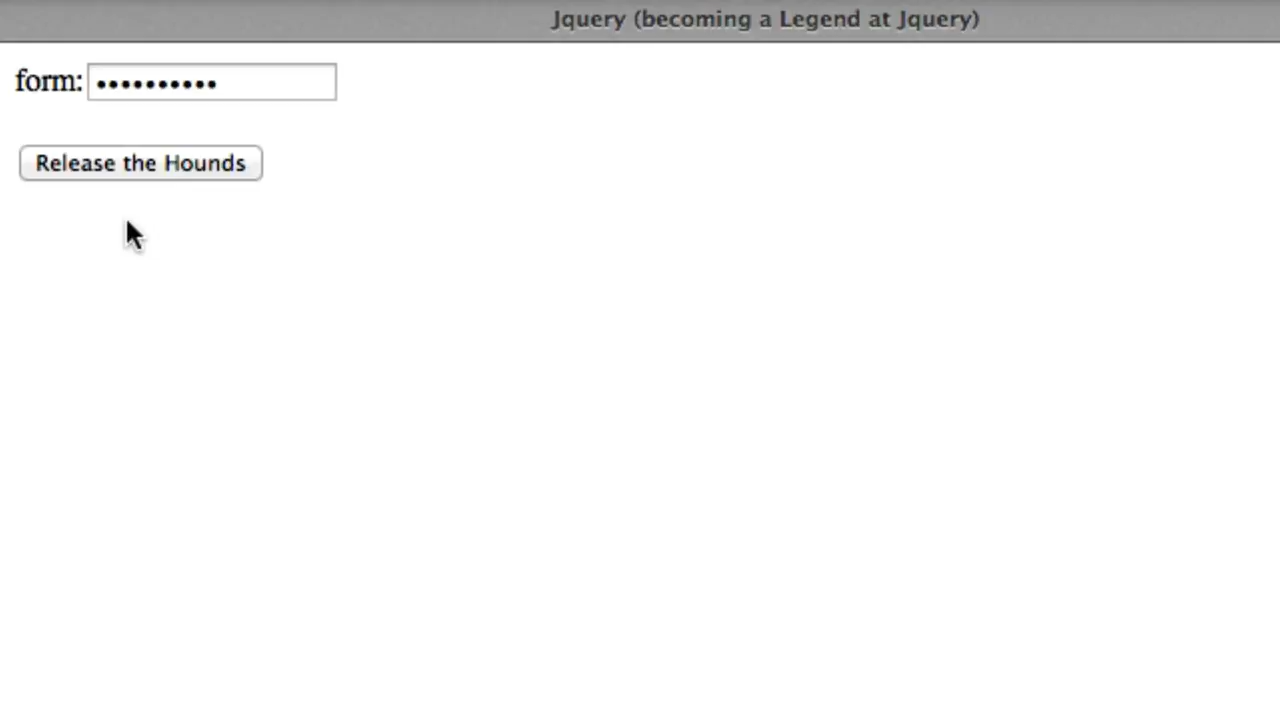 Jquery (becoming a Legend at Jquery)
form: ••••••••••
Release the Hounds